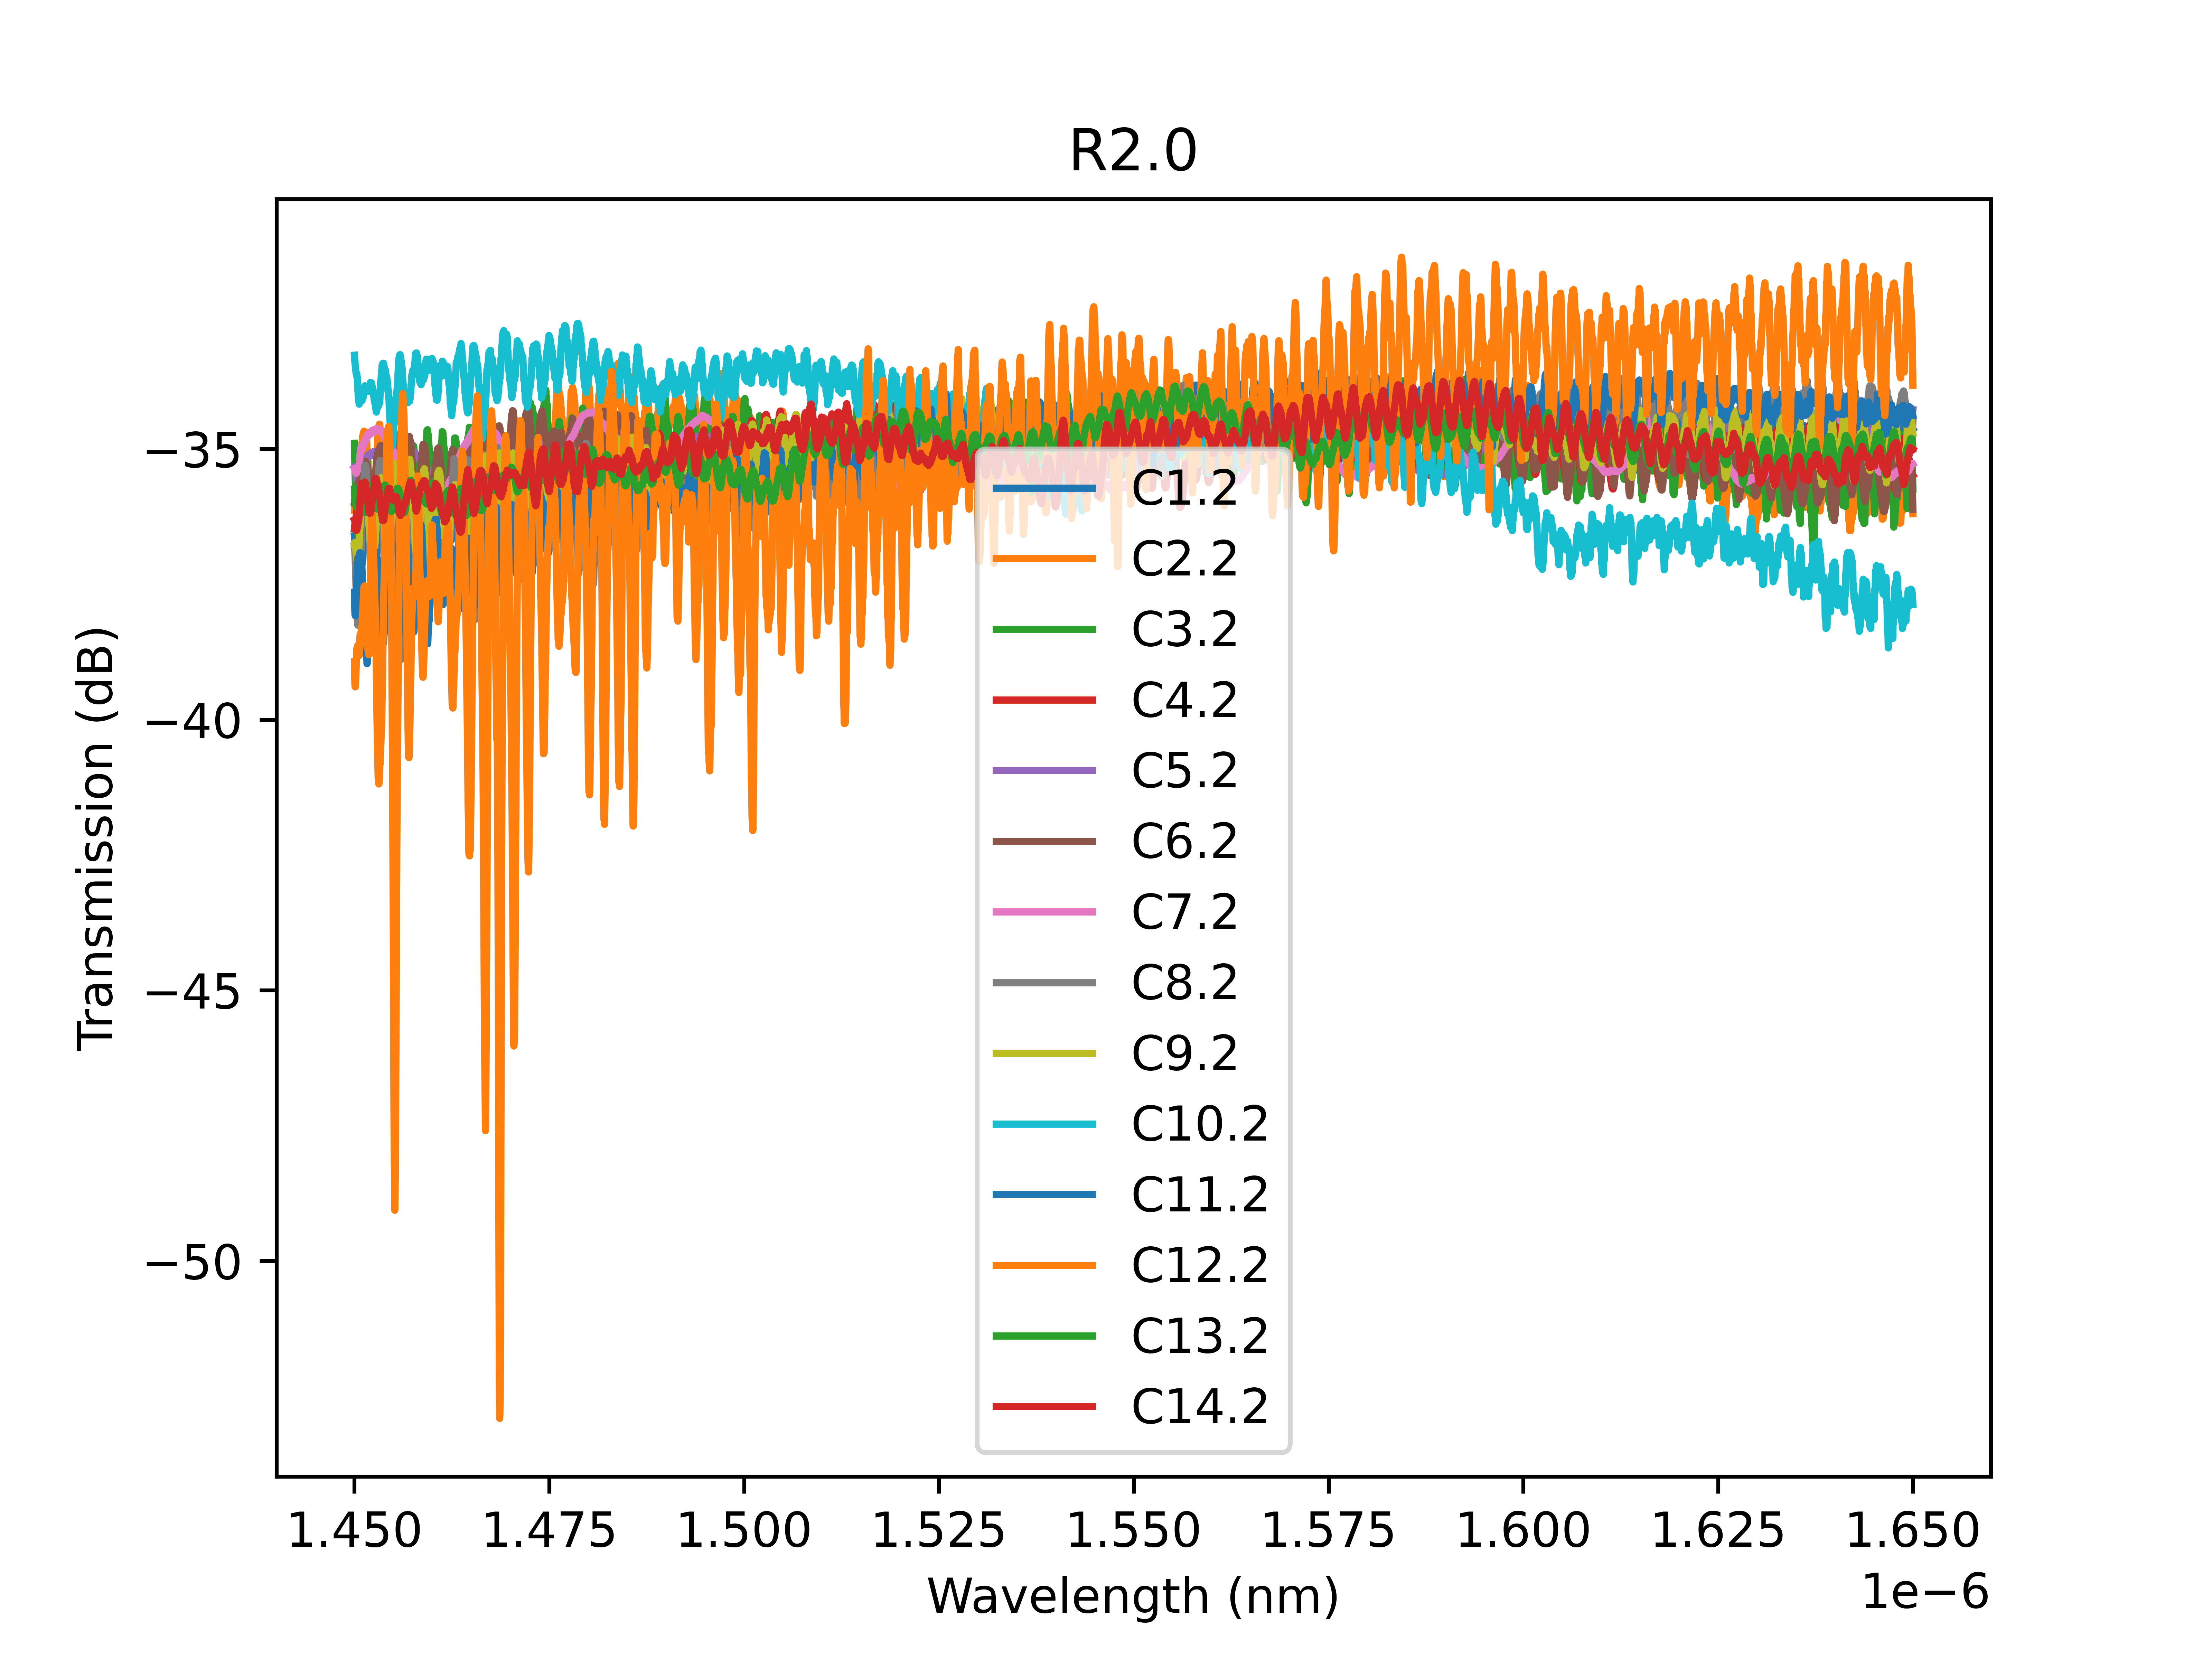 R2.0
Transmission (dB)
−35
−40
−45
−50
C1.2
C2.2
C3.2
C4.2
C5.2
C6.2
C7.2
C8.2
C9.2
C10.2
C11.2
C12.2
C13.2
C14.2
1.450 1.475 1.500 1.525 1.550 1.575 1.600 1.625 1.650
Wavelength (nm)
1e−6